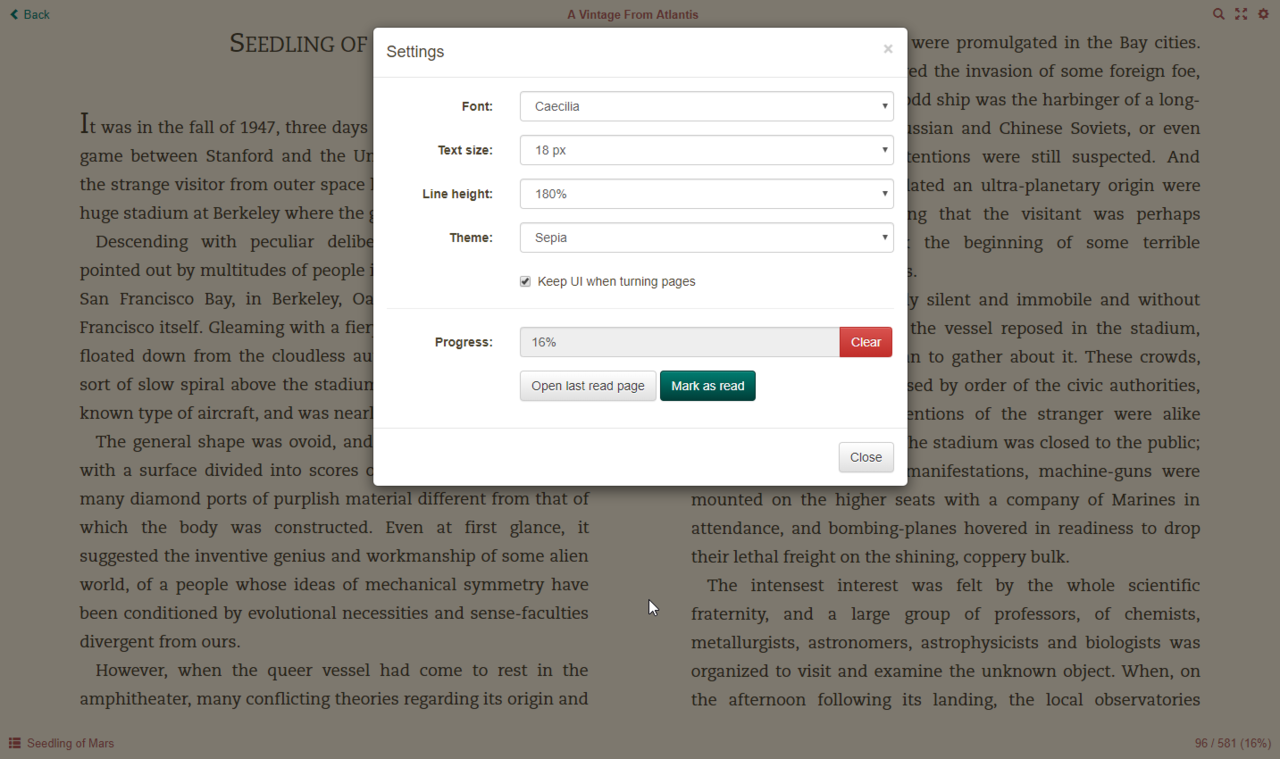 Back
A Vintage From Atlantis
SEEDLING OF
It was in the fall of 1947, three days
game between Stanford and the Un
the strange visitor from outer space
huge stadium at Berkeley where the g
Descending with peculiar delibe
pointed out by multitudes of people i
San Francisco Bay, in Berkeley, Oa
Francisco itself. Gleaming with a fier
floated down from the cloudless au
sort of slow spiral above the stadium
known type of aircraft, and was nearl
The general shape was ovoid, and
with a surface divided into scores o
many diamond ports of purplish material different from that of
which the body was constructed. Even at first glance, it
suggested the inventive genius and workmanship of some alien
world, of a people whose ideas of mechanical symmetry have
been conditioned by evolutional necessities and sense-faculties
divergent from ours.
However, when the queer vessel had come to rest in the
amphitheater, many conflicting theories regarding its origin and
Settings
×
Font:
Caecilia
Text size:
18 px
Line height:
180%
Theme:
Sepia
Keep UI when turning pages
Progress:
16%
Clear
Open last read page
Mark as read
Close
were promulgated in the Bay cities.
ed the invasion of some foreign foe,
odd ship was the harbinger of a long-
ussian and Chinese Soviets, or even
tentions were still suspected. And
lated an ultra-planetary origin were
ng that the visitant was perhaps
the beginning of some terrible
s.
y silent and immobile and without
the vessel reposed in the stadium,
n to gather about it. These crowds,
sed by order of the civic authorities,
entions of the stranger were alike
he stadium was closed to the public;
manifestations, machine-guns were
mounted on the higher seats with a company of Marines in
attendance, and bombing-planes hovered in readiness to drop
their lethal freight on the shining, coppery bulk.
The intensest interest was felt by the whole scientific
fraternity, and a large group of professors, of chemists,
metallurgists, astronomers, astrophysicists and biologists was
organized to visit and examine the unknown object. When, on
the afternoon following its landing, the local observatories
Seedling of Mars
96 / 581 (16%)